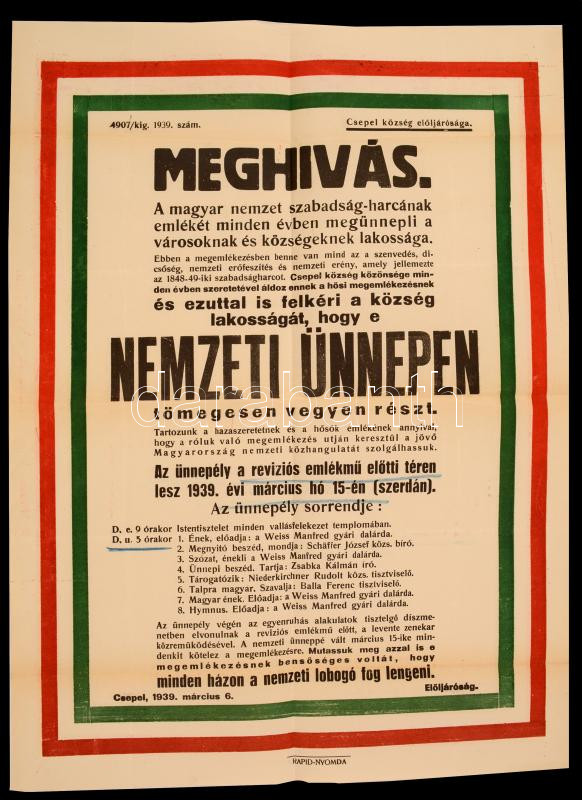 4907/kig. 1939. szám.
Csepel község előljárósága.
MEGHIVÁS.
A magyar nemzet szabadság-harcának
emlékét minden évben megünnepli a
városoknak és községeknek lakossága.
Ebben a megemlékezésben benne van mind az a szenvedés, di-
csőség, nemzeti erőfeszités és nemzeti erény, amely jellemezte
az 1848-49-iki szabadságharcot. Csepel község közönsége min-
den évben szeretetével áldoz ennek a hősi megemlékezésnek
és ezuttal is felkéri a község
lakosságát, hogy e
NEMZETI ÜNNEPEN
tömegesen vegyen részt.
Tartozunk a hazaszeretetnek és a hősök emlékének annyival,
hogy a róluk való megemlékezés utján keresztül a jövő
Magyarország nemzeti közhangulatát szolgálhassuk.
Az ünnepély a reviziós emlékmű előtti téren
lesz 1939. évi március hó 15-én (szerdán).
Az ünnepély sorrendje:
D. e. 9 órakor Istentisztelet minden vallásfelekezet templomában.
D. u. 5 órakor 1. Ének, előadja: a Weiss Manfred gyári dalárda.
2. Megnyitó beszéd, mondja: Schäffer József közs. biró.
3. Szózat, énekli a Weiss Manfréd gyári dalárda.
4. Ünnepi beszéd. Tartja: Zsabka Kálmán iró.
5. Tárogatózik: Niederkirchner Rudolt közs. tisztviselő.
6. Talpra magyar. Szavalja: Balla Ferenc tisztviselő.
7. Magyar ének. Előadja: a Weiss Manfréd gyári dalárda.
8. Hymnus. Előadja: a Weiss Manfréd gyári dalárda.
Az ünnepély végén az egyenruhás alakulatok tisztelgő diszme-
netben elvonulnak a reviziós emlékmű előtt, a levente zenekar
közreműködésével. A nemzeti ünneppé vált március 15-ike min-
denkit kötelez a megemlékezésre. Mutassuk meg azzal is e
megemlékezésnek bensőséges voltát, hogy
minden házon a nemzeti lobogó fog lengeni.
Csepel, 1939. március 6.
Előljáróság.
RAPID-NYOMDA
darabanth